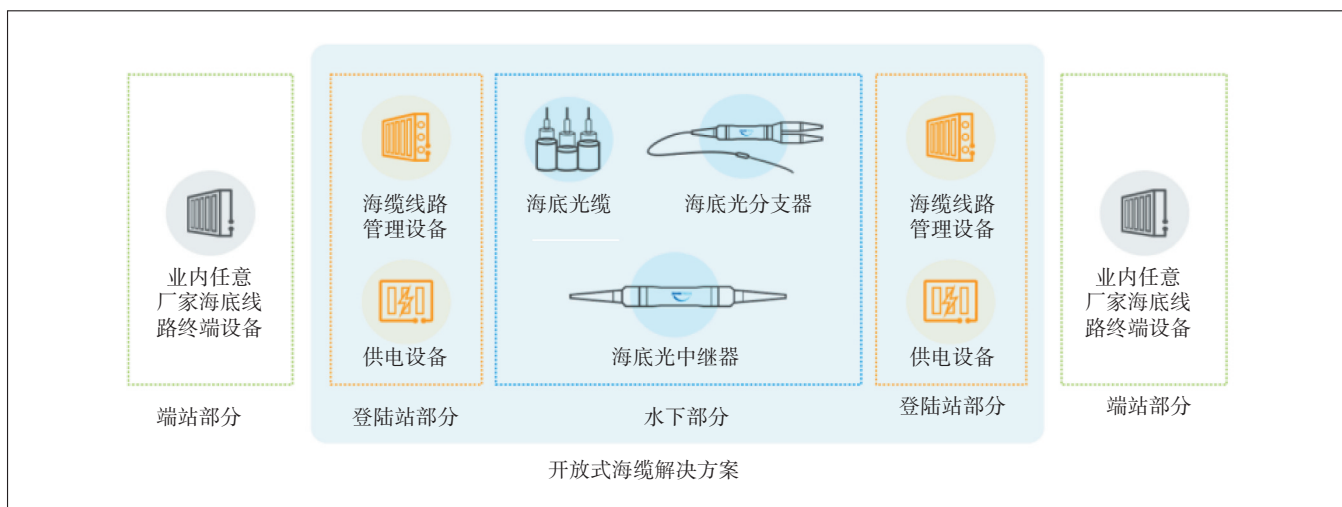 海缆线路
管理设备
海底光缆
海底光分支器
海缆线路
管理设备
业内任意
厂家海底线
路终端设备
供电设备
海底光中继器
供电设备
业内任意
厂家海底线
路终端设备
端站部分
登陆站部分
水下部分
登陆站部分
端站部分
开放式海缆解决方案